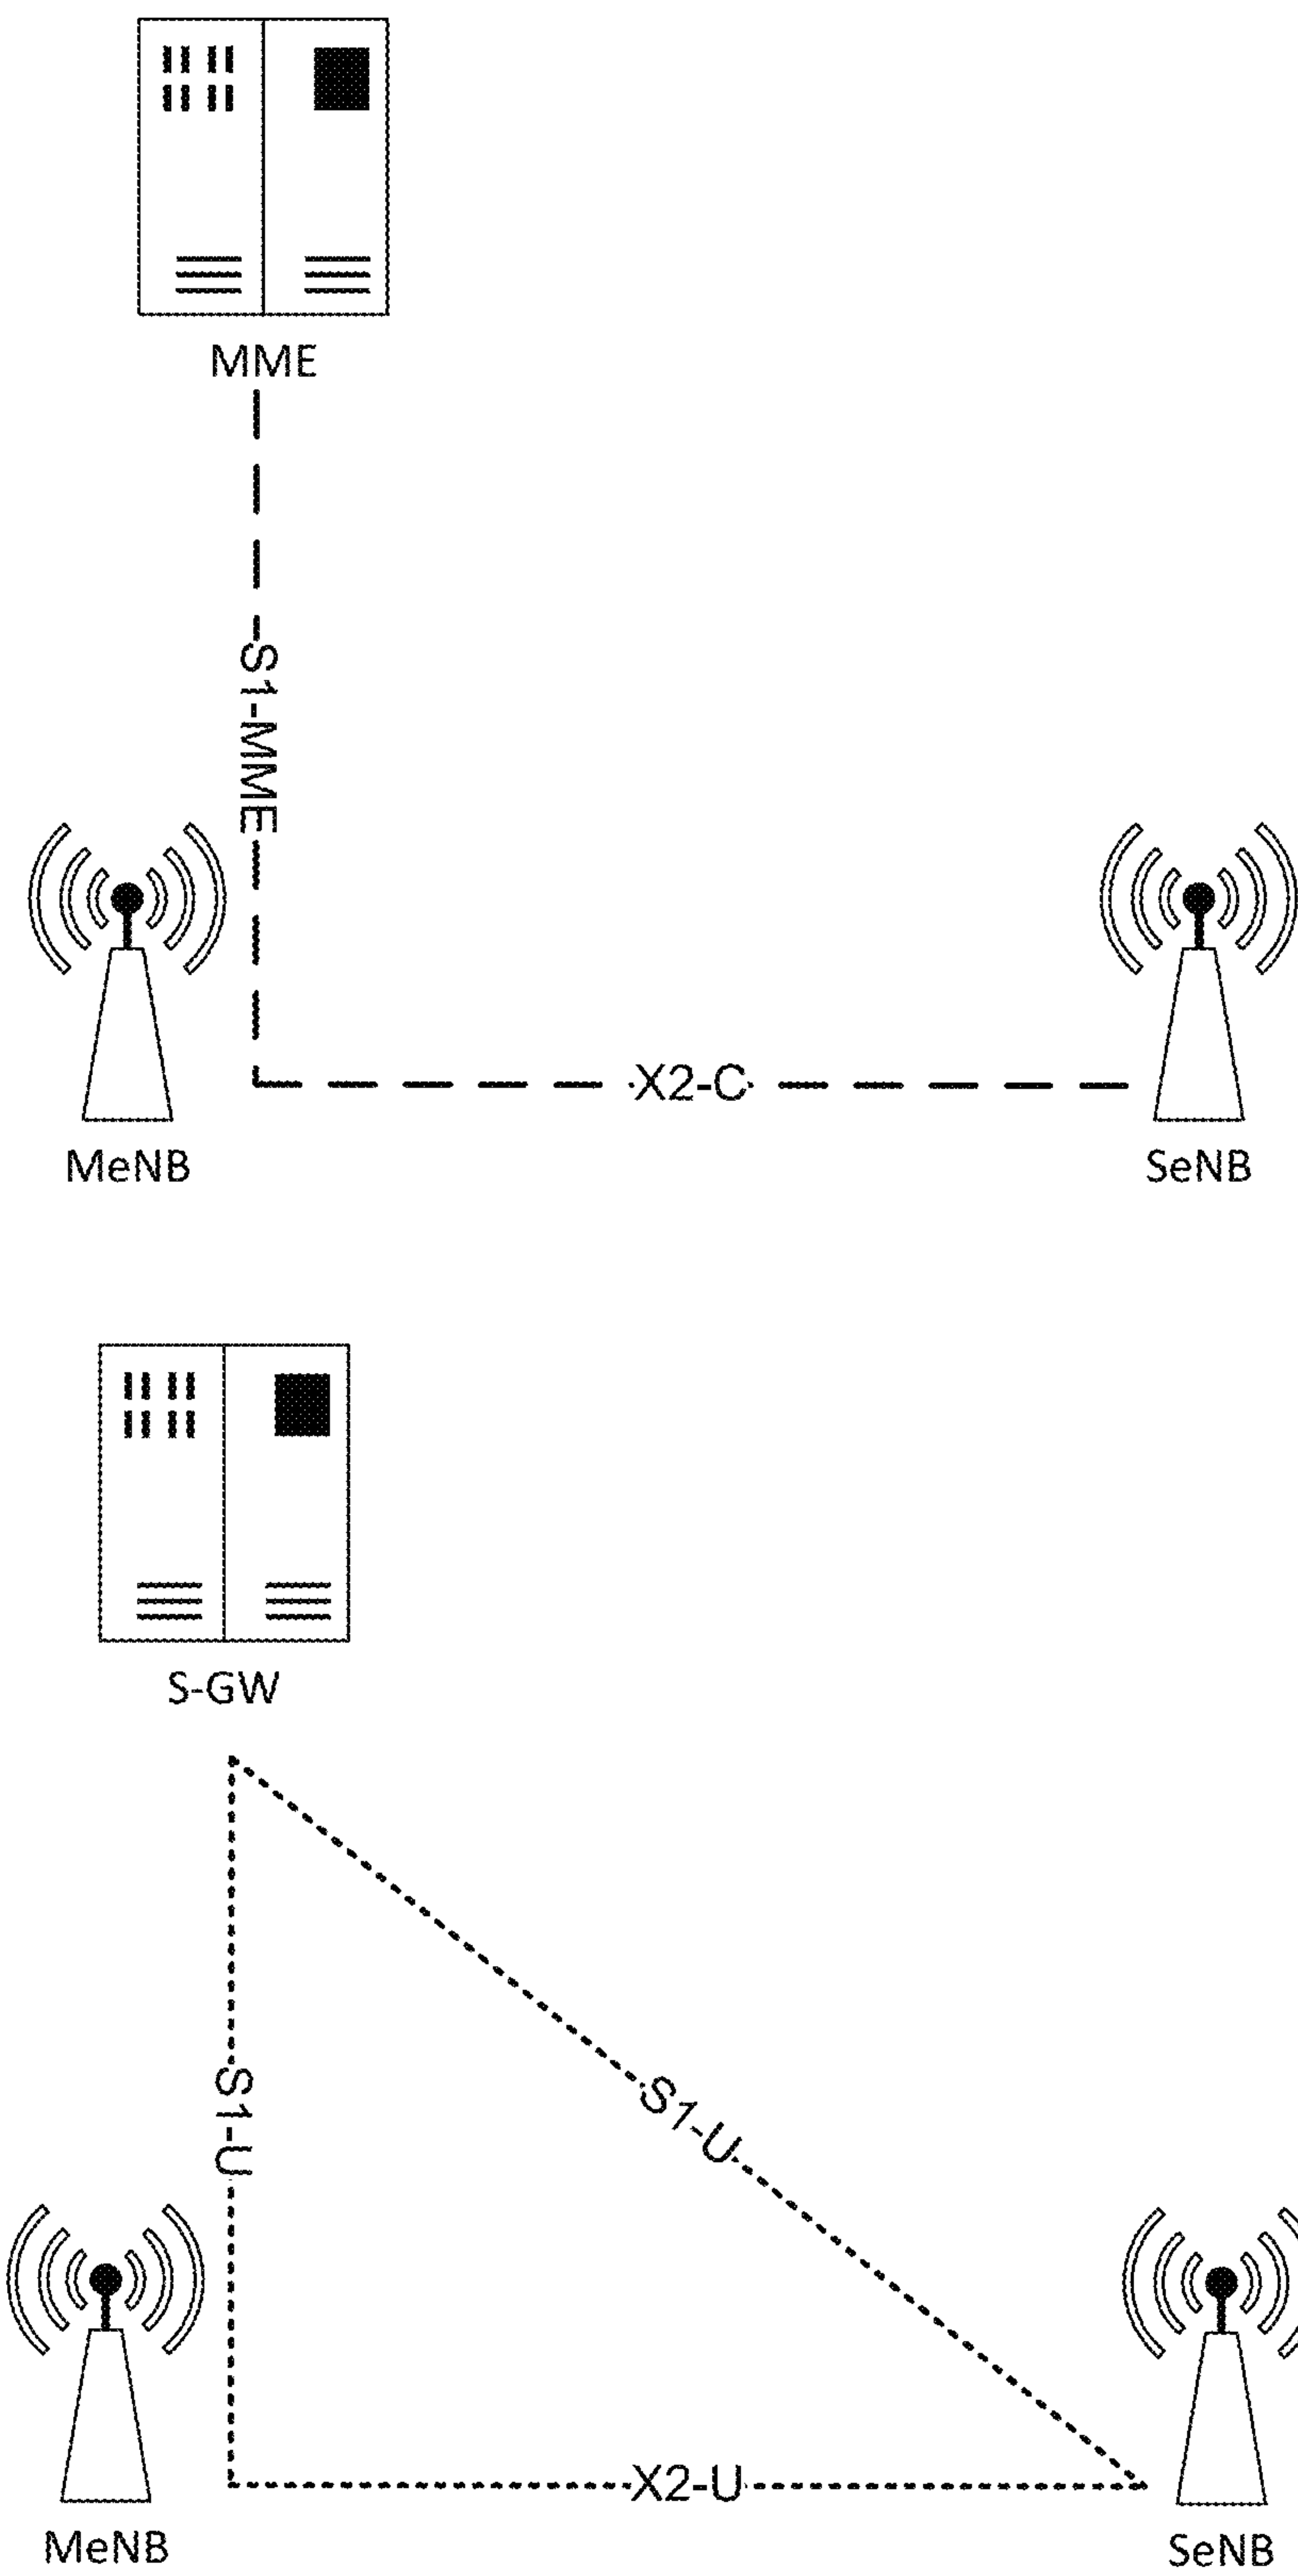 MME
S1-MME
X2-C
MeNB
SeNB
S-GW
S1-U
S1-U
X2-U
MeNB
SeNB